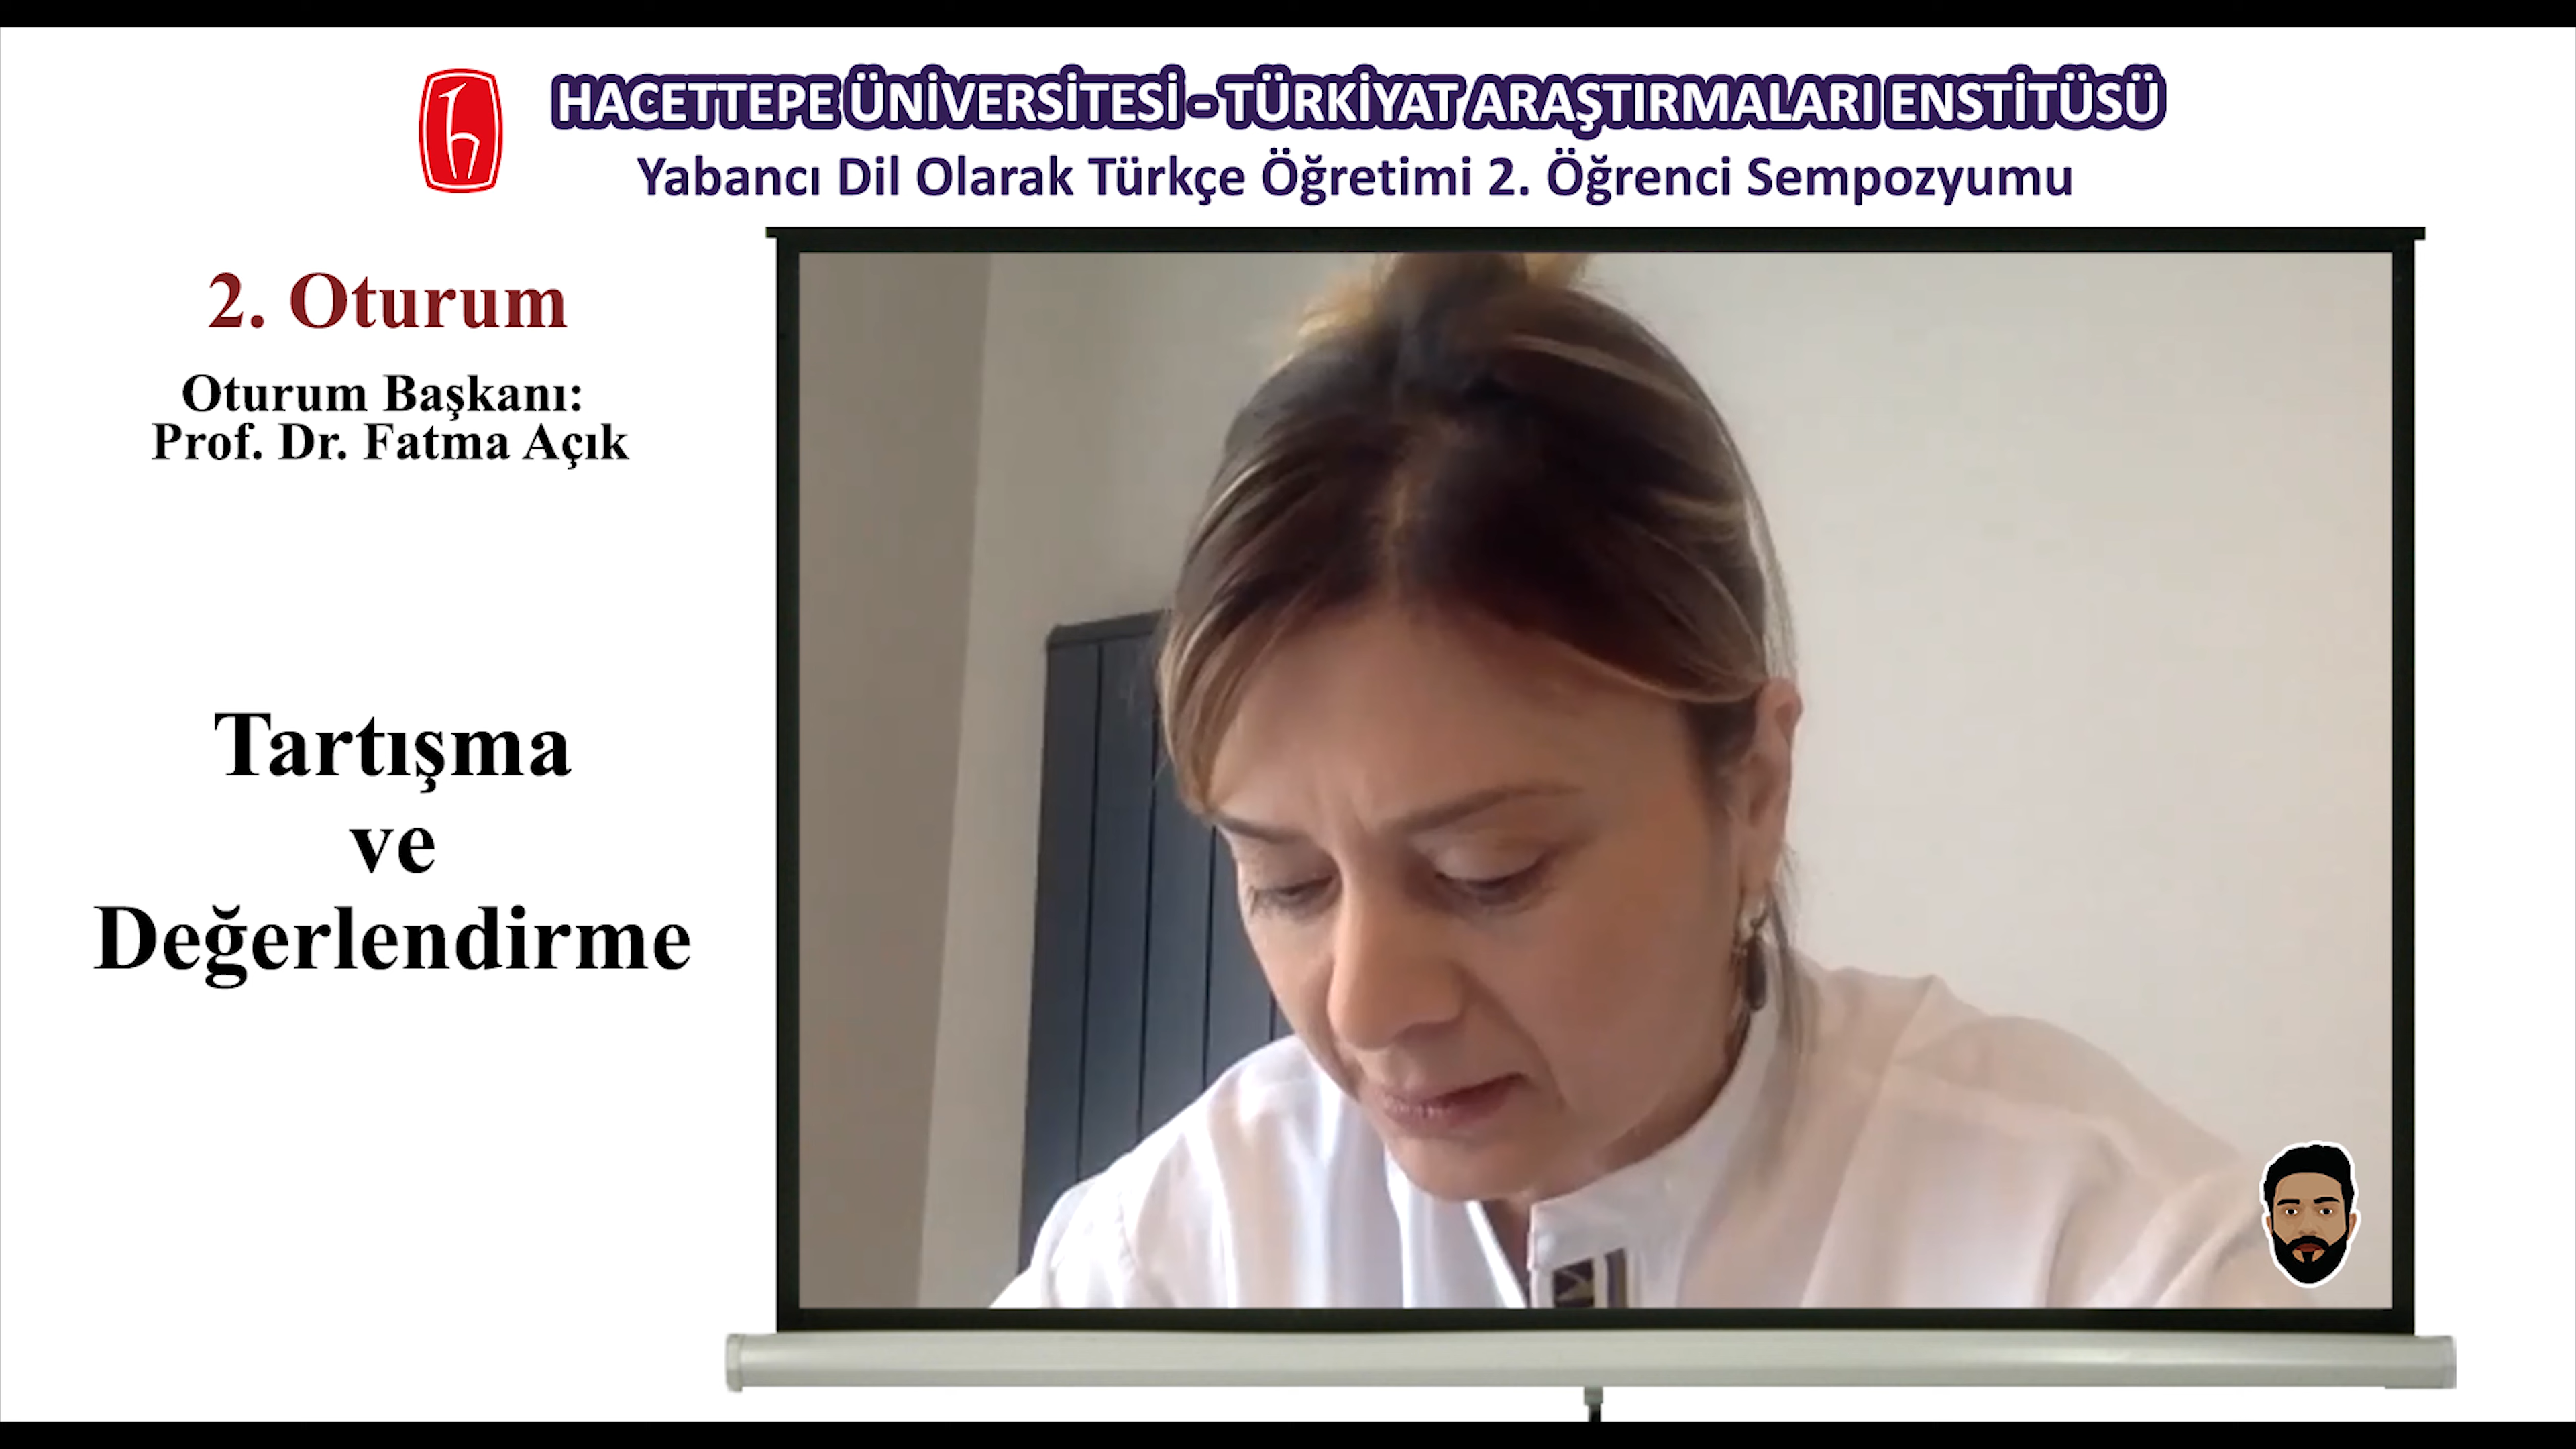 HACETTEPE ÜNİVERSİTESİ - TÜRKİYAT ARAŞTIRMALARI ENSTİTÜSÜ
Yabancı Dil Olarak Türkçe Öğretimi 2. Öğrenci Sempozyumu
2. Oturum
Oturum Başkanı:
Prof. Dr. Fatma Açık
Tartışma
ve
Değerlendirme